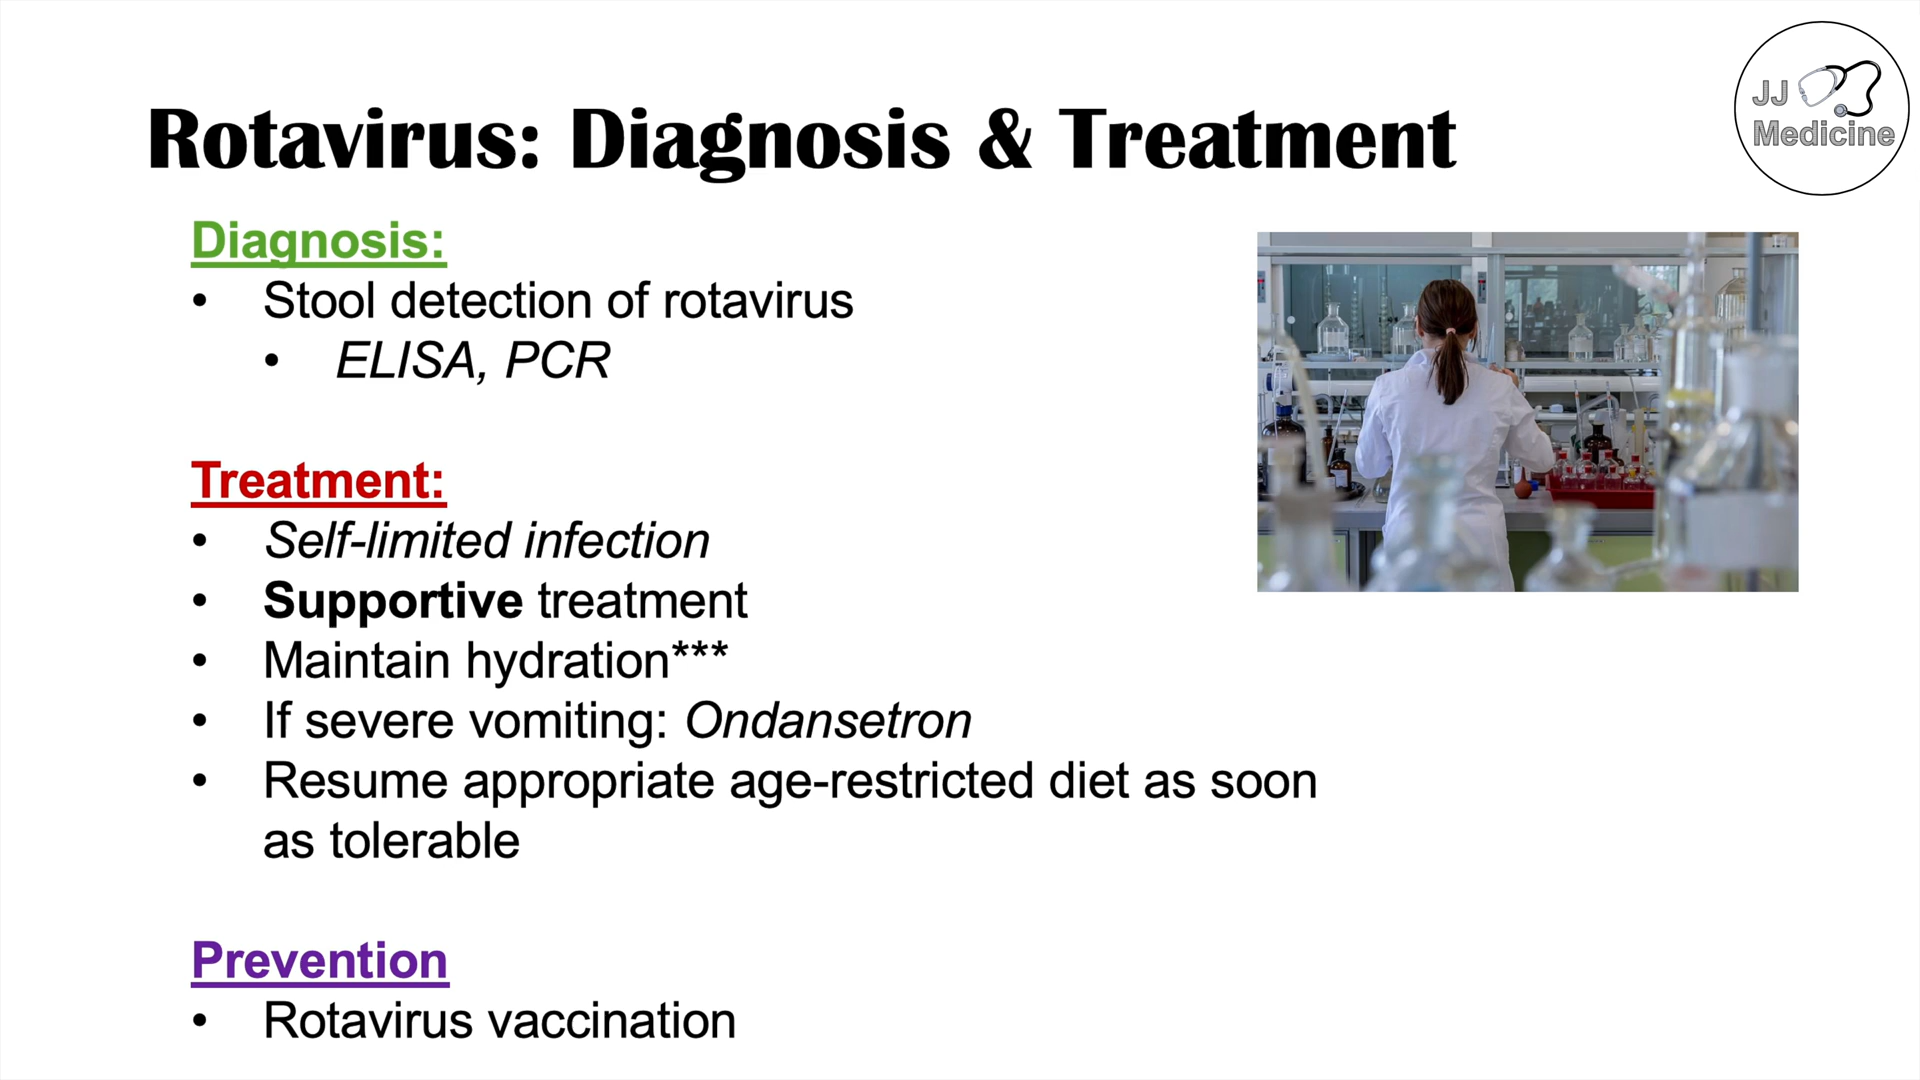 JJ
Medicine
Rotavirus: Diagnosis & Treatment
Diagnosis:
• Stool detection of rotavirus
• ELISA, PCR
Treatment:
• Self-limited infection
• Supportive treatment
• Maintain hydration***
• If severe vomiting: Ondansetron
• Resume appropriate age-restricted diet as soon
as tolerable
Prevention
• Rotavirus vaccination